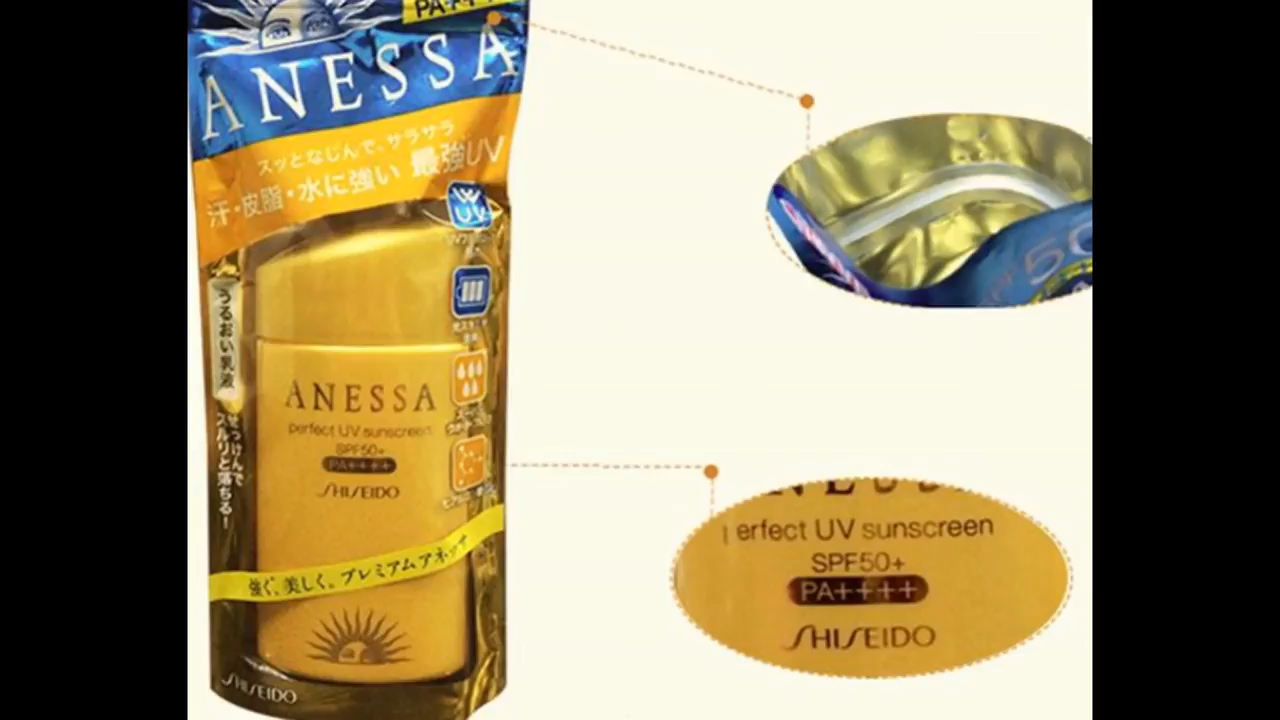 PA+++
ANESSA
スッとなじんで、サラサラ
汗・皮脂・水に強い 最強UV
UV
うるおい乳液
せっけんで
スルリと落ちる！
ANESSA
perfect UV sunscreen
SPF50+
PA++++
SHISEIDO
強く、美しく、プレミアムアネッサ
SHISEIDO
50
erfect UV sunscreen
SPF50+
PA++++
SHISEIDO